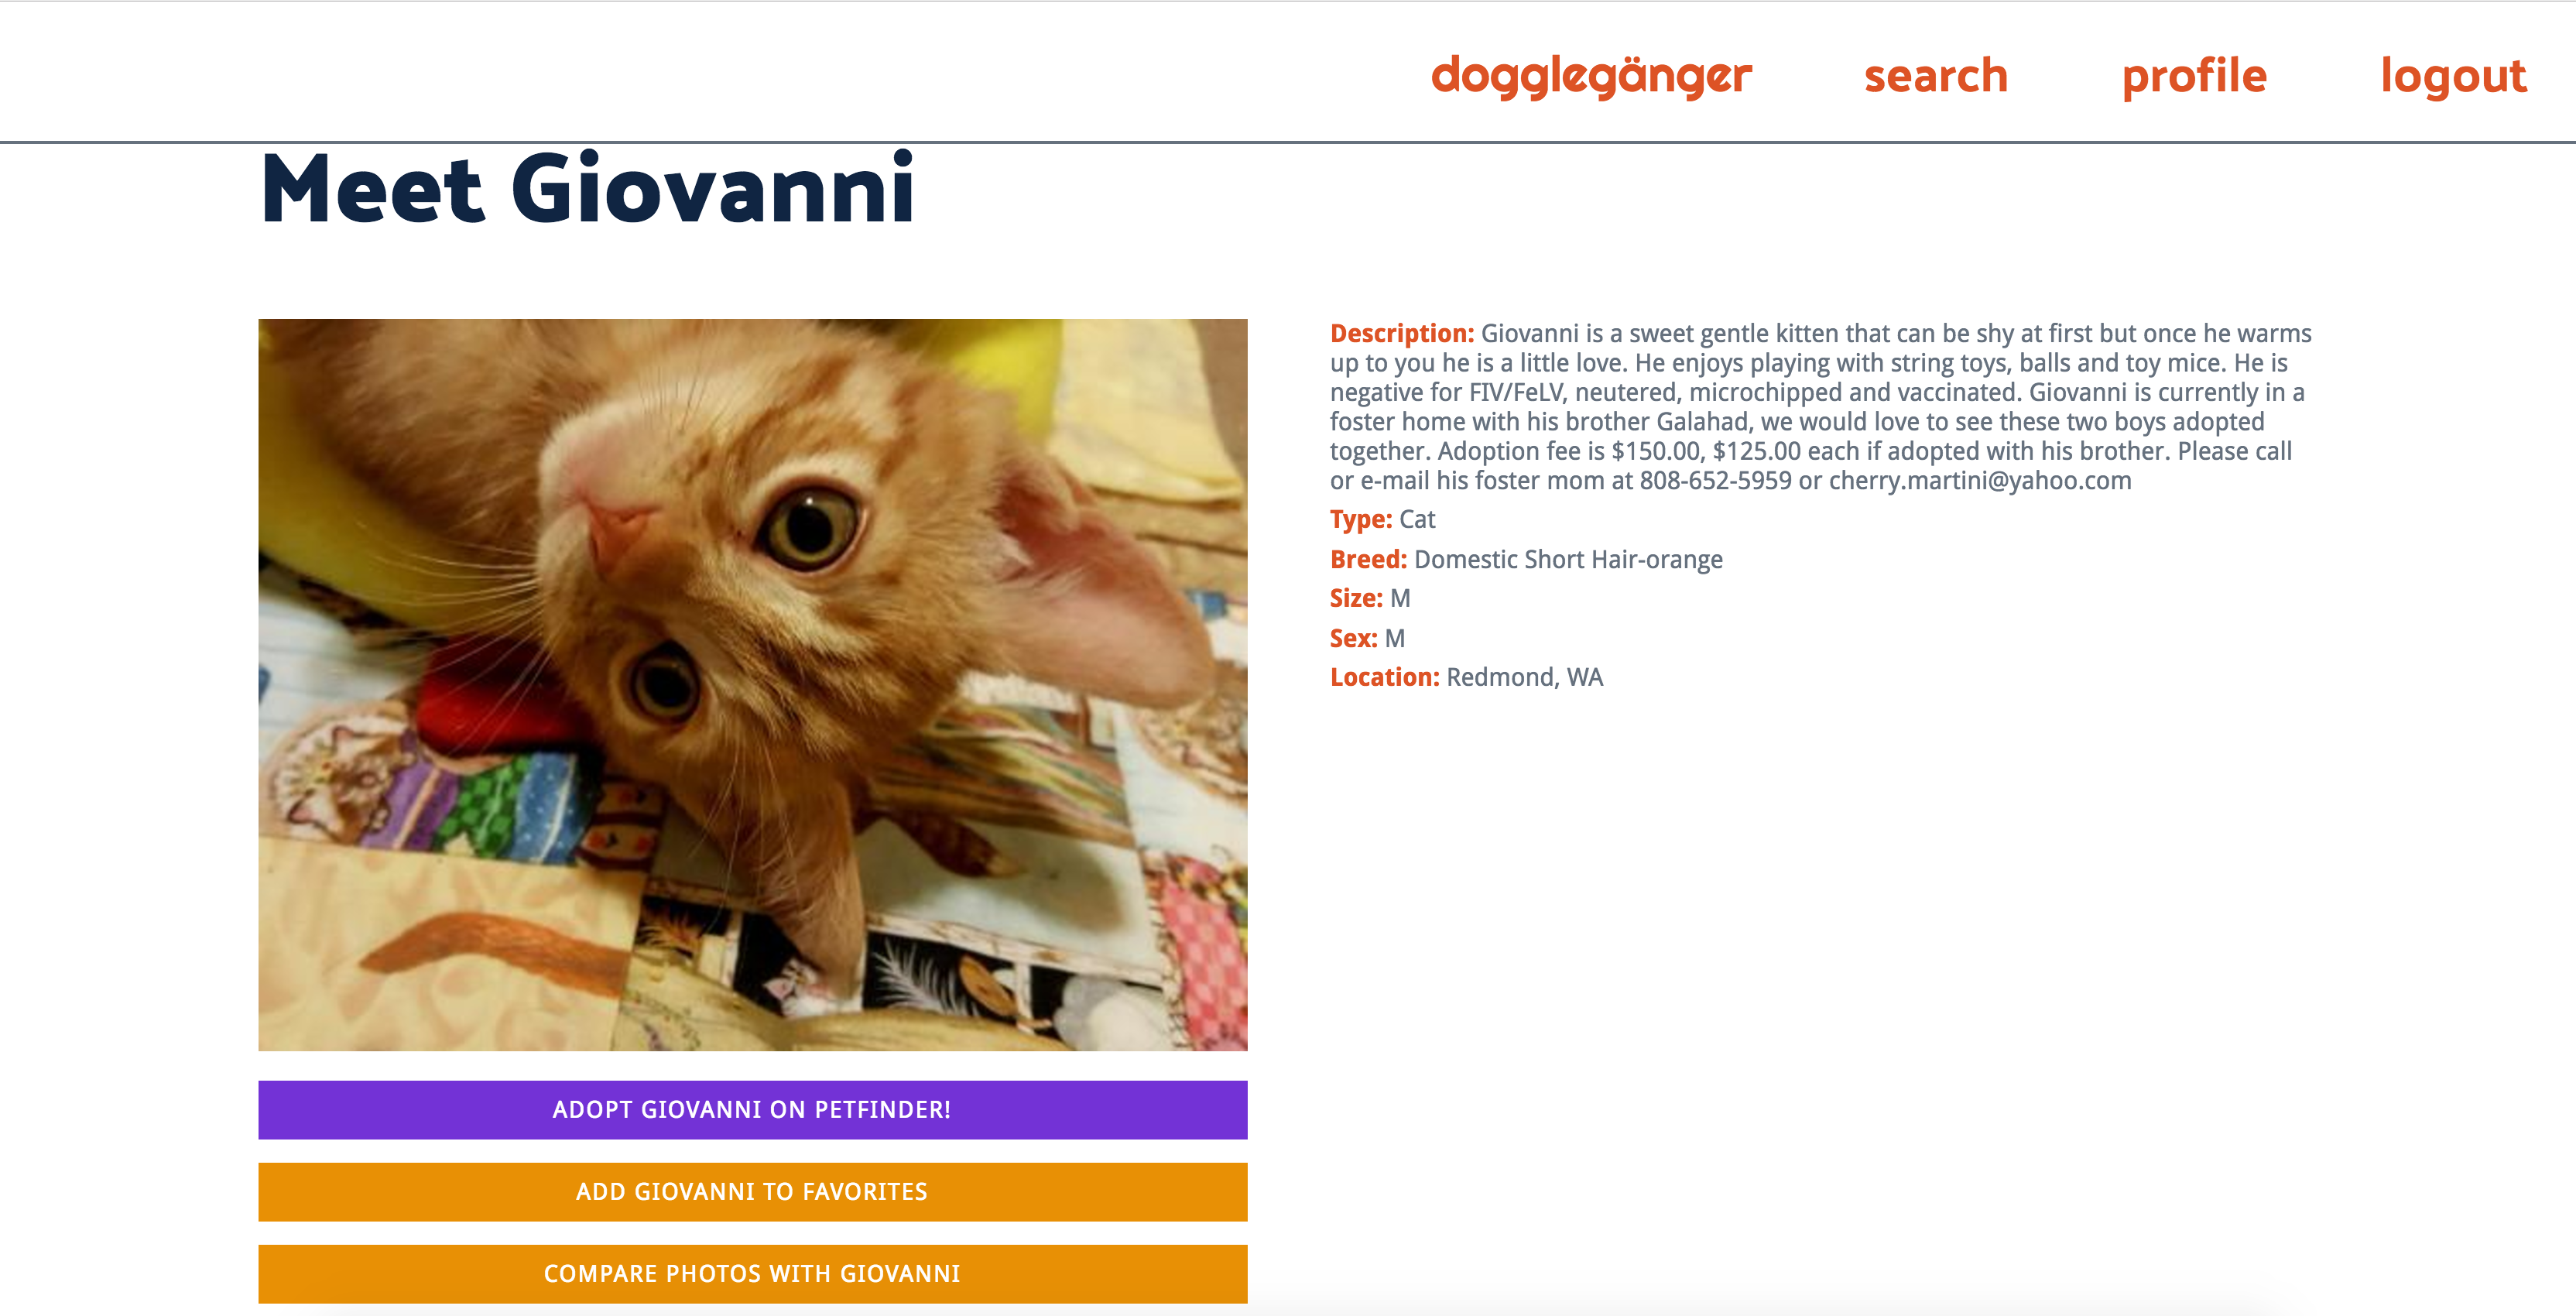 dogglegänger search profile logout
Meet Giovanni
Description: Giovanni is a sweet gentle kitten that can be shy at first but once he warms
up to you he is a little love. He enjoys playing with string toys, balls and toy mice. He is
negative for FIV/FeLV, neutered, microchipped and vaccinated. Giovanni is currently in a
foster home with his brother Galahad, we would love to see these two boys adopted
together. Adoption fee is $150.00, $125.00 each if adopted with his brother. Please call
or e-mail his foster mom at 808-652-5959 or cherry.martini@yahoo.com
Type: Cat
Breed: Domestic Short Hair-orange
Size: M
Sex: M
Location: Redmond, WA
ADOPT GIOVANNI ON PETFINDER!
ADD GIOVANNI TO FAVORITES
COMPARE PHOTOS WITH GIOVANNI